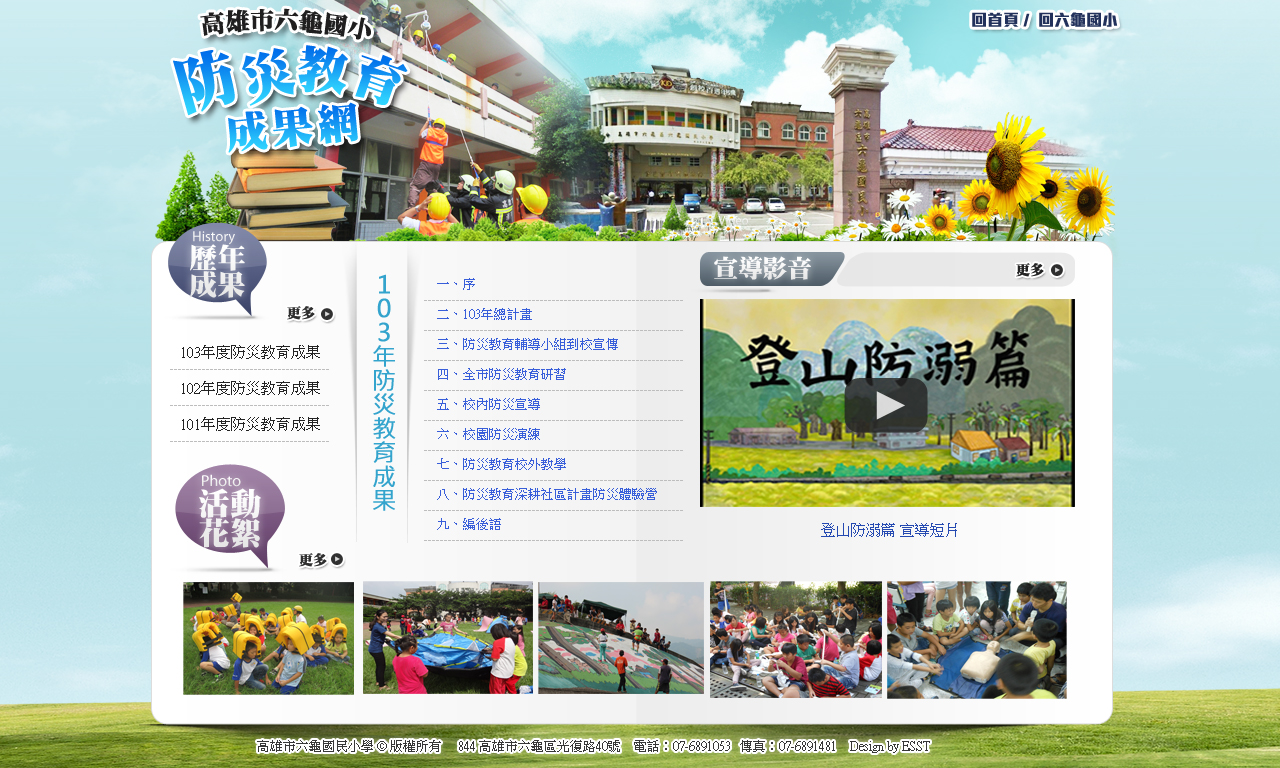 高雄市六龜國小
防災教育
成果網
回首頁 / 回六龜國小
History
歷年
成果
更多
103年度防災教育成果
102年度防災教育成果
101年度防災教育成果
103年防災教育成果
一、序
二、103年總計畫
三、防災教育輔導小組到校宣傳
四、全市防災教育研習
五、校內防災宣導
六、校園防災演練
七、防災教育校外教學
八、防災教育深耕社區計畫防災體驗營
九、編後語
宣導影音
更多
登山防溺篇
登山防溺篇 宣導短片
Photo
活動
花絮
更多
高雄市六龜國民小學 © 版權所有 844 高雄市六龜區光復路40號 電話：07-6891053 傳真：07-6891481 Design by ESST